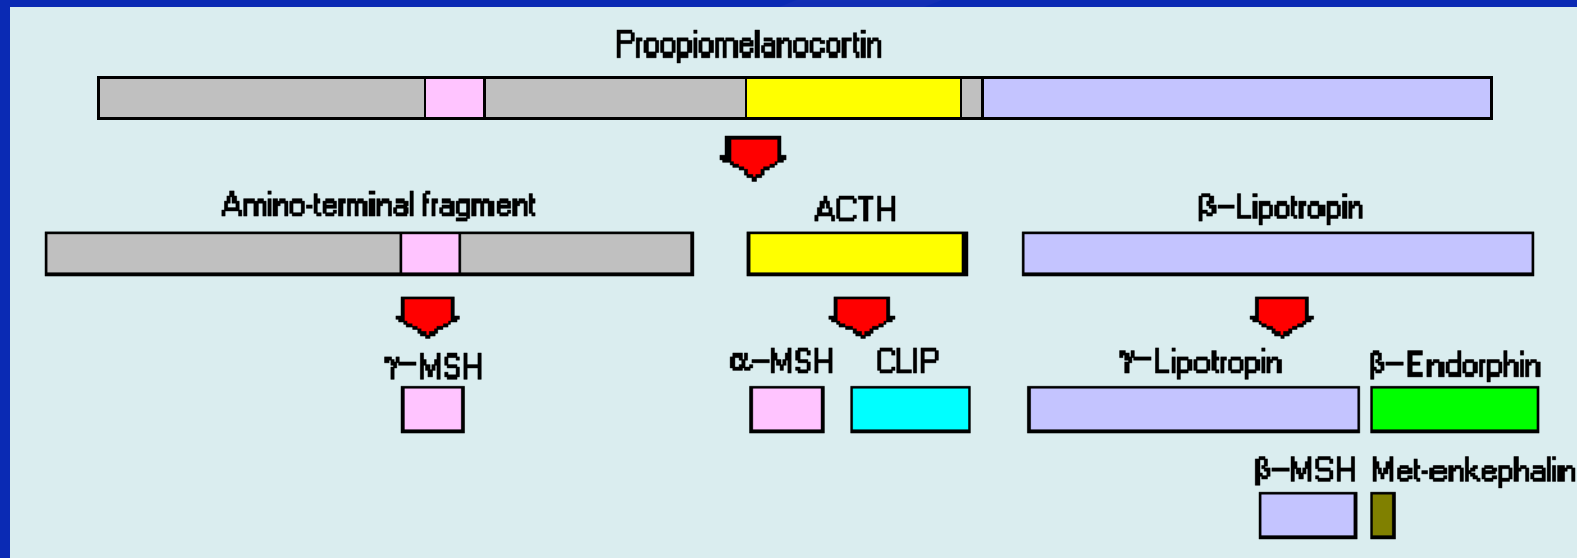 Proopiomelanocortin
Amino-terminal fragment ACTH β-Lipotropin
γ-MSH α-MSH CLIP γ-Lipotropin β-Endorphin
β-MSH Met-enkephalin